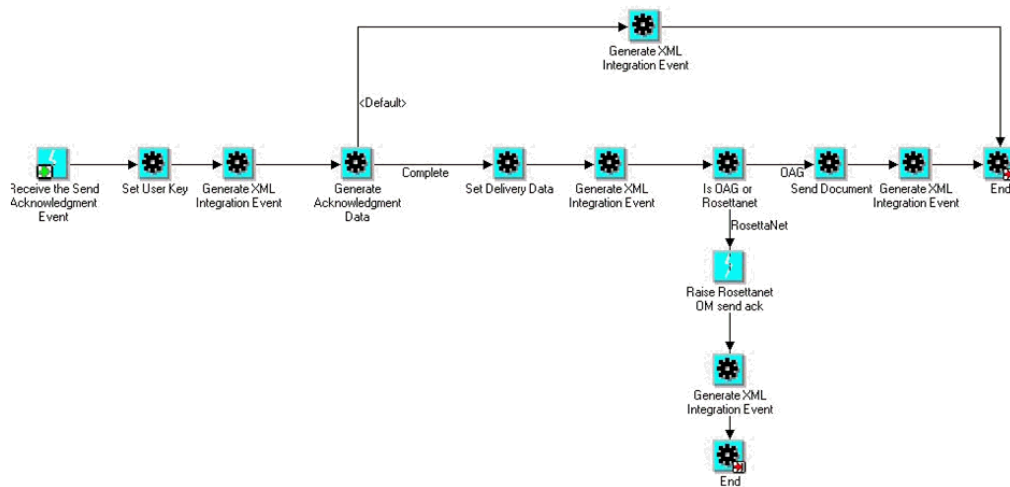 Generate XML
Integration Event
<Default>
Receive the Send
Acknowledgment
Event
Set User Key
Generate XML
Integration Event
Generate
Acknowledgment
Data
Complete
Set Delivery Data
Generate XML
Integration Event
Is OAG or
Rosettanet
OAG
Send Document
Generate XML
Integration Event
End
RosettaNet
Raise Rosettanet
OM send ack
Generate XML
Integration Event
End